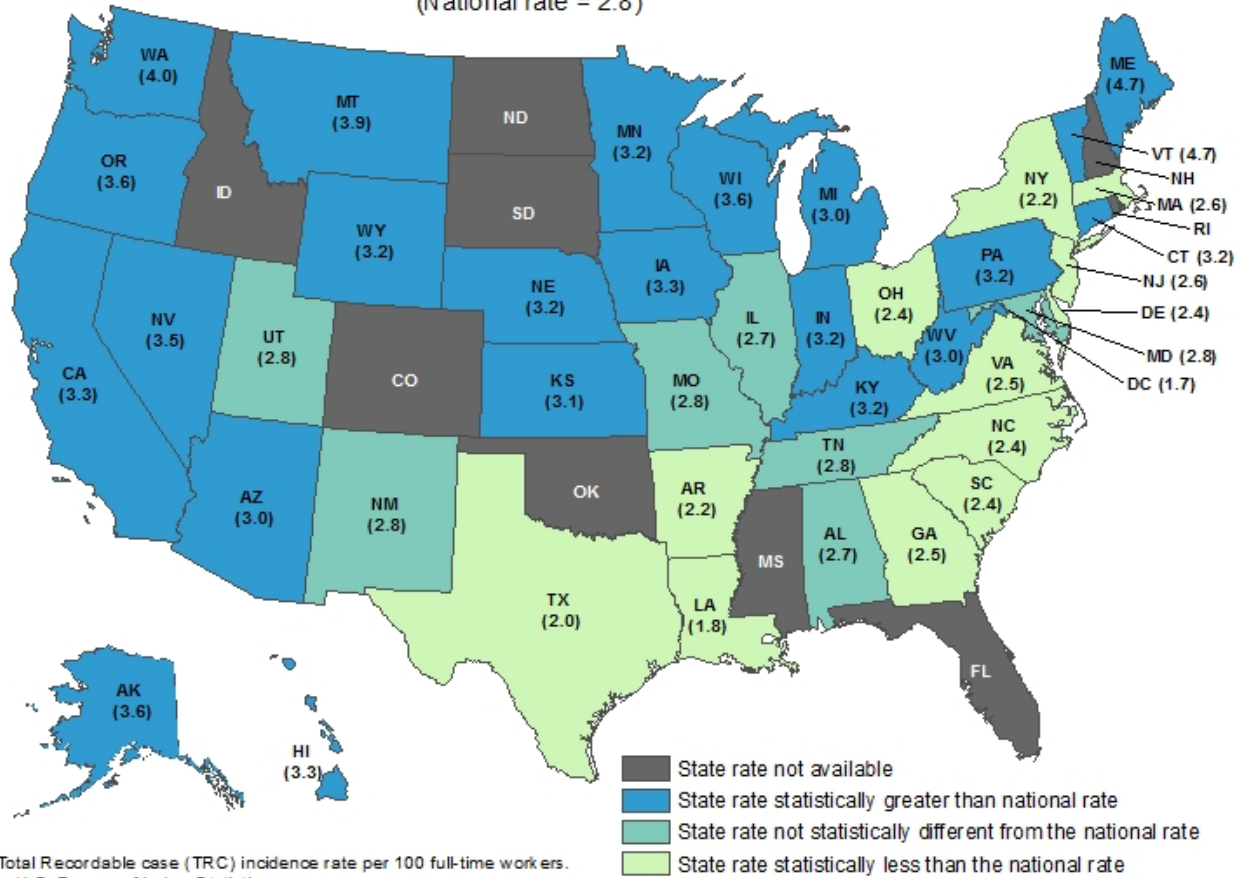 (National rate = 2.8)
WA
(4.0)
MT
(3.9)
ND
MN
(3.2)
ME
(4.7)
OR
(3.6)
ID
SD
WI
(3.6)
MI
(3.0)
NY
(2.2)
VT (4.7)
NH
MA (2.6)
RI
CT (3.2)
NJ (2.6)
DE (2.4)
MD (2.8)
DC (1.7)
WY
(3.2)
NE
(3.2)
IA
(3.3)
PA
(3.2)
NV
(3.5)
UT
(2.8)
IL
(2.7)
IN
(3.2)
OH
(2.4)
WV
(3.0)
VA
(2.5)
CA
(3.3)
CO
KS
(3.1)
MO
(2.8)
KY
(3.2)
NC
(2.4)
TN
(2.8)
SC
(2.4)
AZ
(3.0)
NM
(2.8)
OK
AR
(2.2)
MS
AL
(2.7)
GA
(2.5)
TX
(2.0)
LA
(1.8)
FL
AK
(3.6)
HI
(3.3)
State rate not available
State rate statistically greater than national rate
State rate not statistically different from the national rate
State rate statistically less than the national rate
Total Recordable case (TRC) incidence rate per 100 full-time workers.